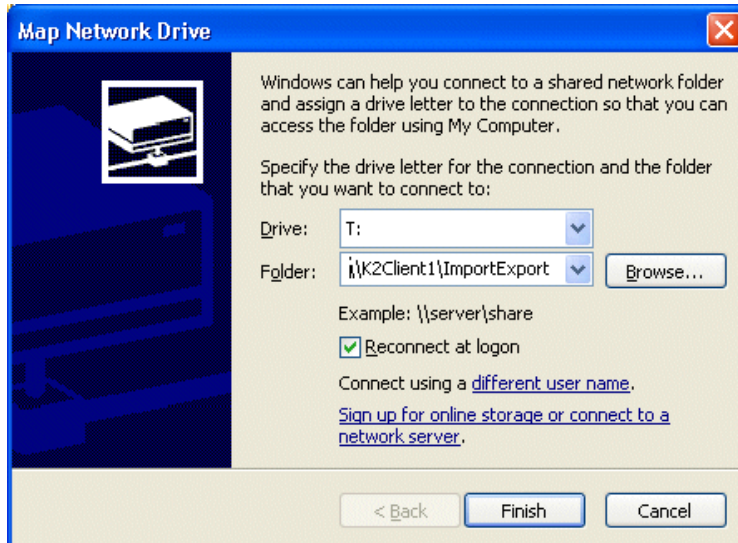 Map Network Drive
Windows can help you connect to a shared network folder
and assign a drive letter to the connection so that you can
access the folder using My Computer.
Specify the drive letter for the connection and the folder
that you want to connect to:
Drive: T:
Folder: \\K2Client1\ImportExport Browse...
Example: \\server\share
Reconnect at logon
Connect using a different user name.
Sign up for online storage or connect to a
network server.
< Back Finish Cancel